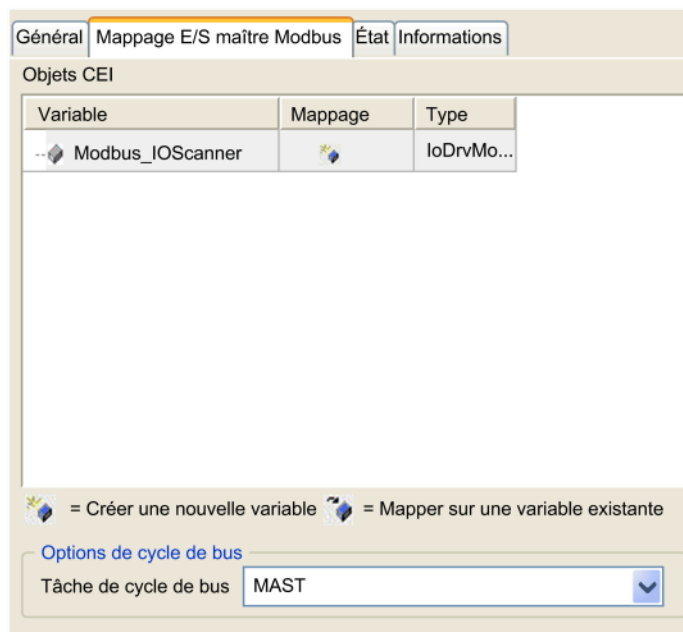 Général Mappage E/S maître Modbus État Informations
Objets CEI
Variable Mappage Type
Modbus_IOScanner IoDrvMo...
= Créer une nouvelle variable = Mapper sur une variable existante
Options de cycle de bus
Tâche de cycle de bus MAST